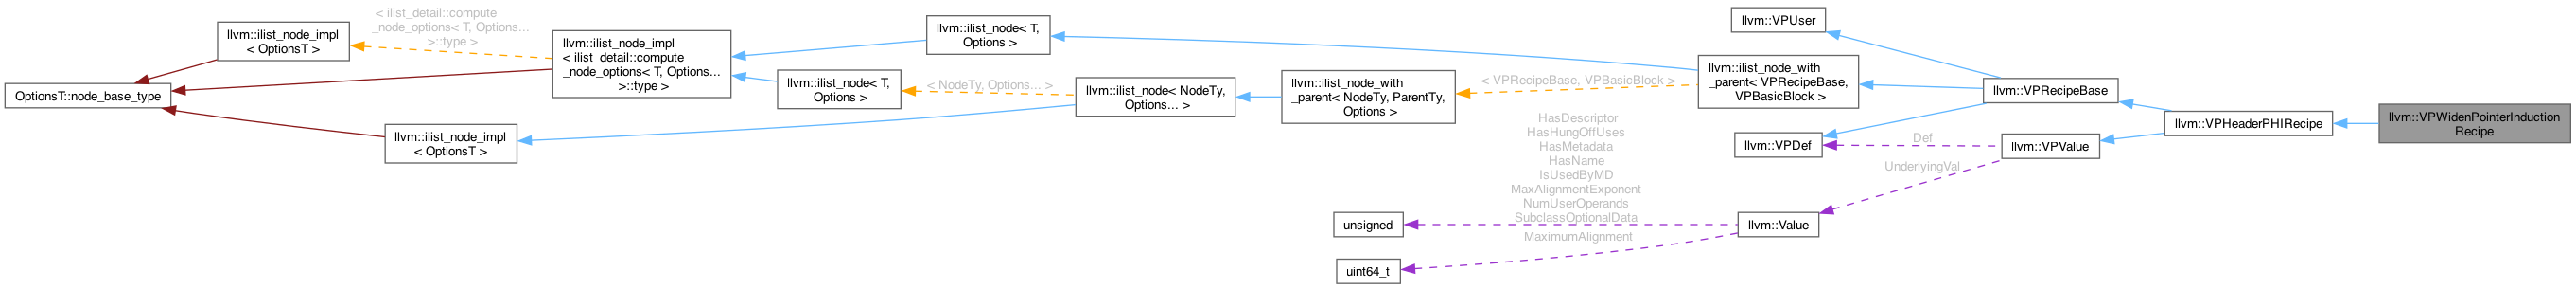 OptionsT::node_base_type
llvm::ilist_node_impl
< OptionsT >
< ilist_detail::compute
_node_options< T, Options...
>::type >
llvm::ilist_node_impl
< OptionsT >
llvm::ilist_node_impl
< ilist_detail::compute
_node_options< T, Options...
>::type >
llvm::ilist_node< T,
Options >
llvm::ilist_node< T,
Options >
< NodeTy, Options... >
llvm::ilist_node< NodeTy,
Options... >
llvm::ilist_node_with
_parent< NodeTy, ParentTy,
Options >
< VPRecipeBase, VPBasicBlock >
llvm::ilist_node_with
_parent< VPRecipeBase,
VPBasicBlock >
llvm::VPUser
llvm::VPRecipeBase
llvm::VPDef
Def
llvm::VPValue
UnderlyingVal
llvm::VPHeaderPHIRecipe
llvm::VPWidenPointerInduction
Recipe
HasDescriptor
HasHungOffUses
HasMetadata
HasName
IsUsedByMD
MaxAlignmentExponent
NumUserOperands
SubclassOptionalData
unsigned
MaximumAlignment
llvm::Value
uint64_t